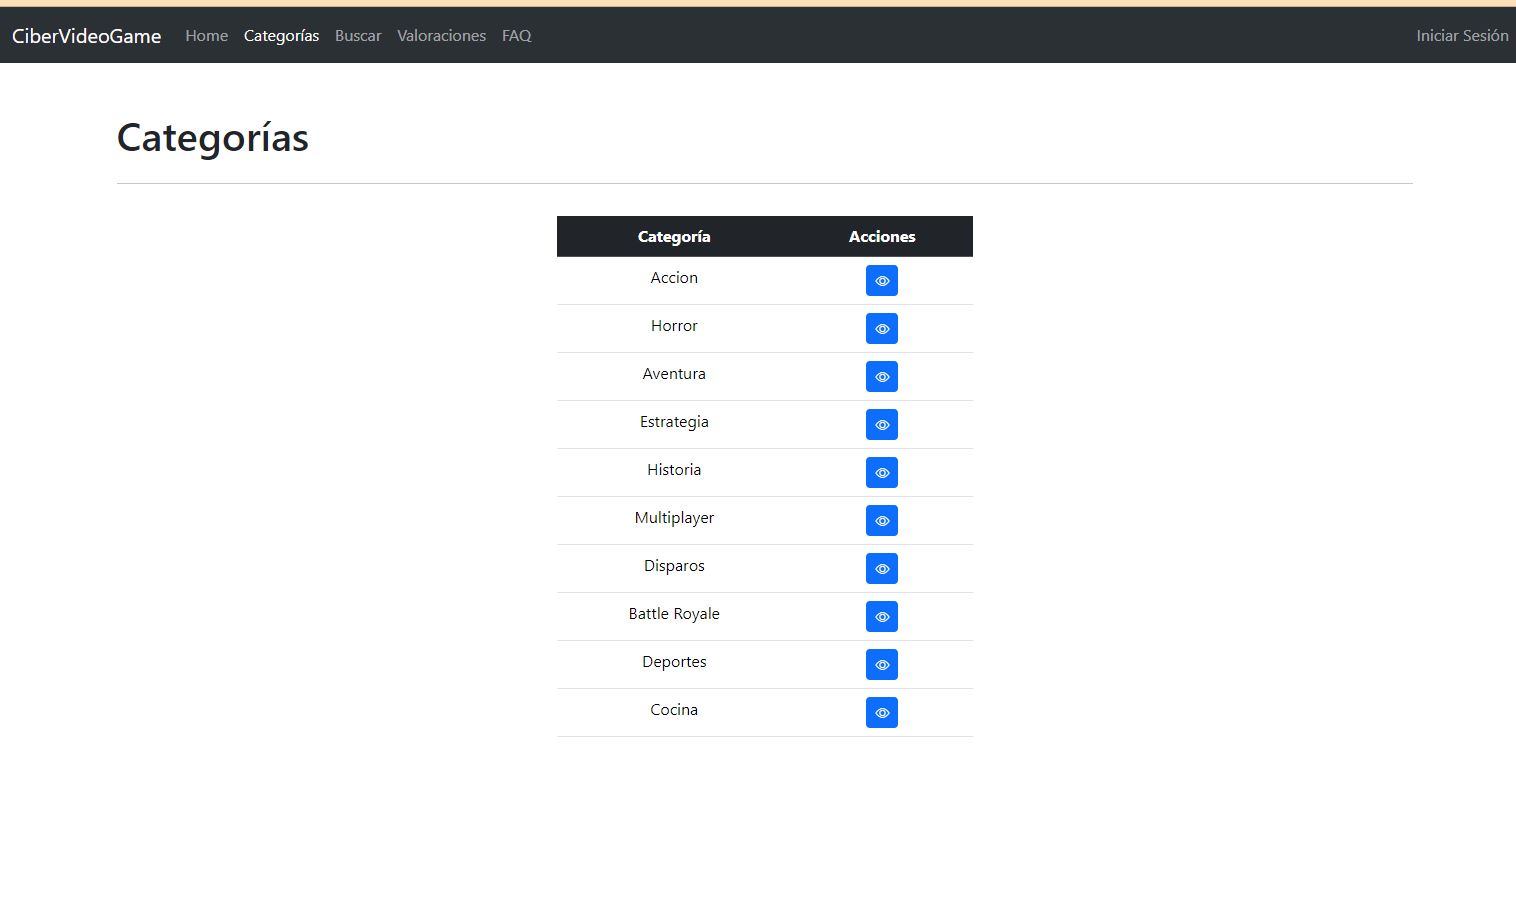 CiberVideoGame Home Categorías Buscar Valoraciones FAQ Iniciar Sesión
Categorías
Categoría Acciones
Accion
Horror
Aventura
Estrategia
Historia
Multiplayer
Disparos
Battle Royale
Deportes
Cocina